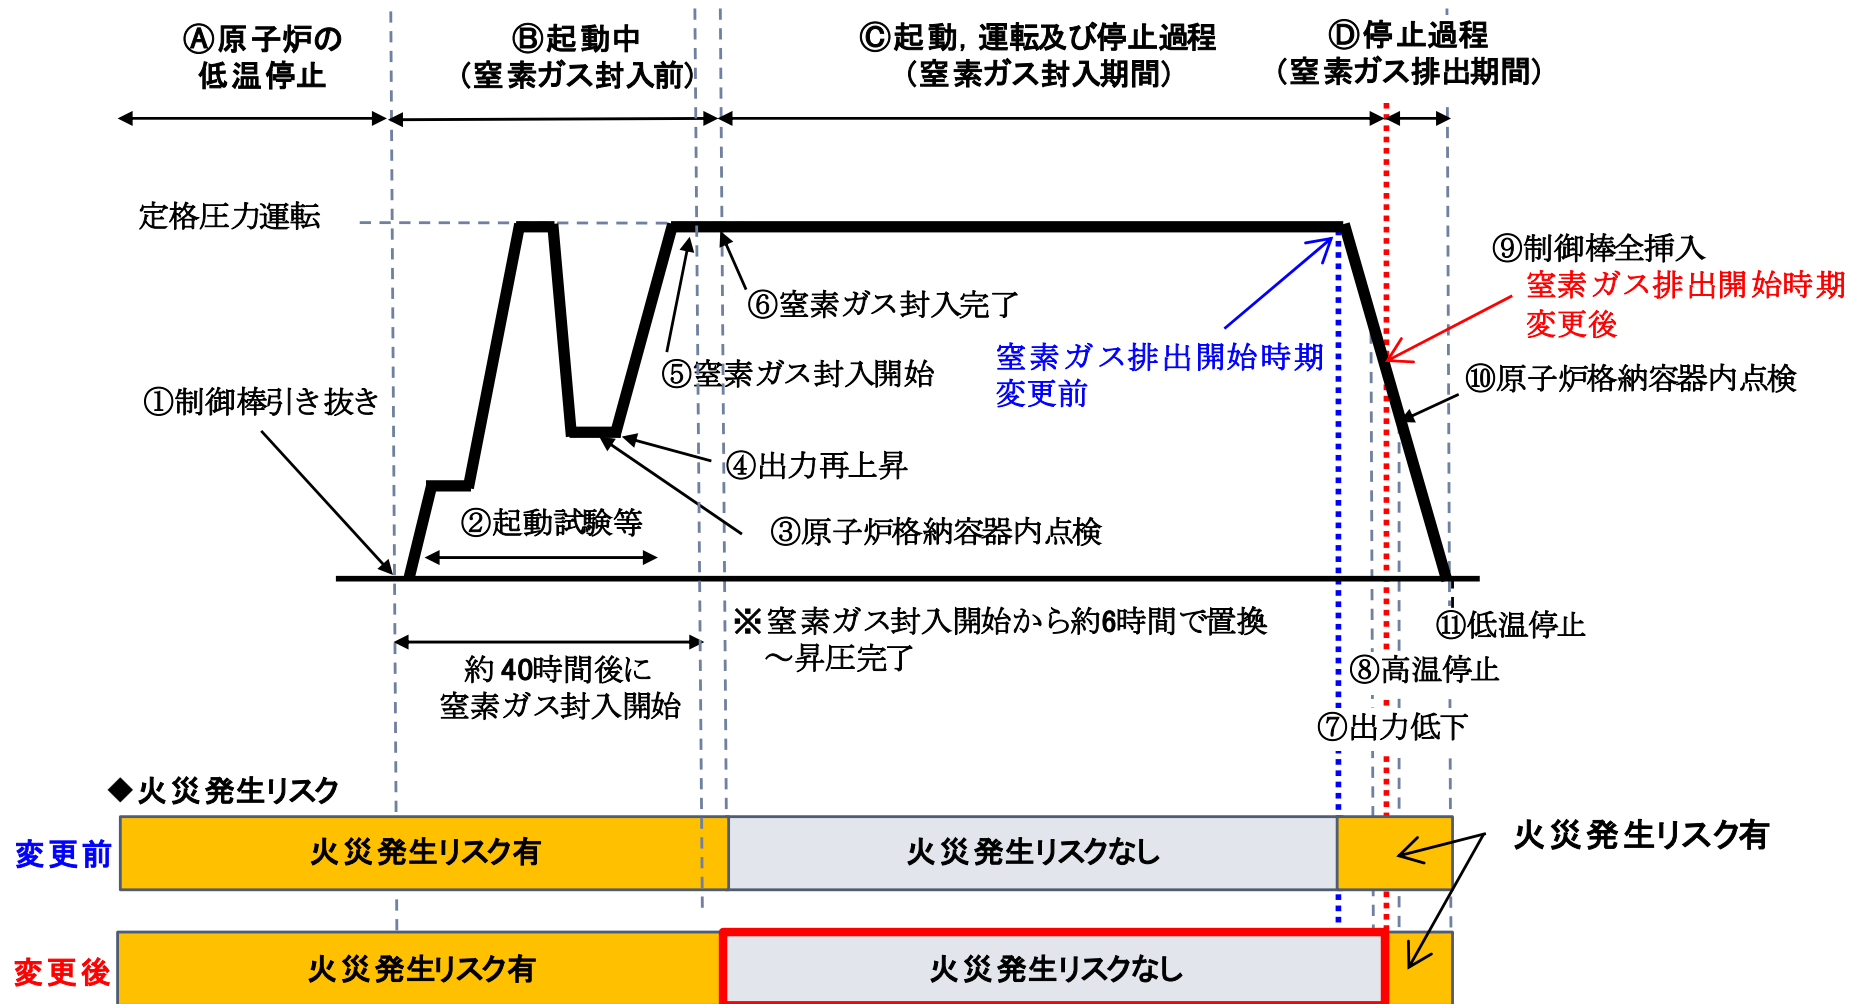 Ⓐ原子炉の
低温停止
Ⓑ起動中
（窒素ガス封入前）
Ⓒ起動，運転及び停止過程
（窒素ガス封入期間）
Ⓓ停止過程
（窒素ガス排出期間）
定格圧力運転
⑨制御棒全挿入
窒素ガス排出開始時期
変更後
⑥窒素ガス封入完了
窒素ガス排出開始時期
変更前
⑤窒素ガス封入開始
⑩原子炉格納容器内点検
①制御棒引き抜き
④出力再上昇
②起動試験等
③原子炉格納容器内点検
※窒素ガス封入開始から約6時間で置換
～昇圧完了
⑪低温停止
約40時間後に
窒素ガス封入開始
⑧高温停止
⑦出力低下
◆火災発生リスク
変更前
火災発生リスク有
火災発生リスクなし
火災発生リスク有
変更後
火災発生リスク有
火災発生リスクなし